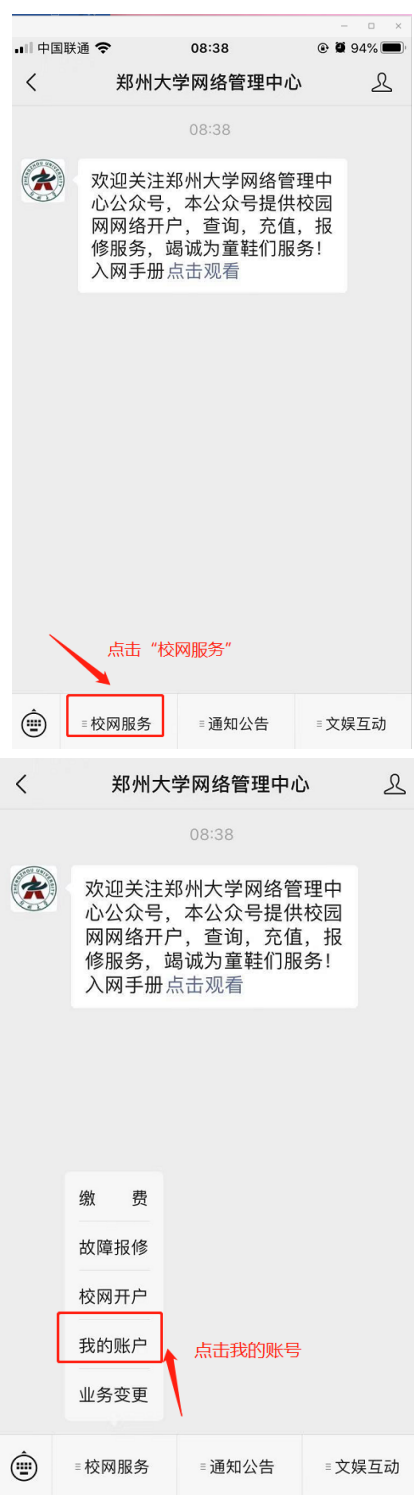 中国联通 08:38 94%
郑州大学网络管理中心
08:38
欢迎关注郑州大学网络管理中
心公众号，本公众号提供校园
网网络开户，查询，充值，报
修服务，竭诚为童鞋们服务！
入网手册点击观看
点击“校网服务”
校网服务 通知公告 文娱互动
郑州大学网络管理中心
08:38
欢迎关注郑州大学网络管理中
心公众号，本公众号提供校园
网网络开户，查询，充值，报
修服务，竭诚为童鞋们服务！
入网手册点击观看
缴 费
故障报修
校网开户
我的账户
点击我的账号
业务变更
校网服务 通知公告 文娱互动